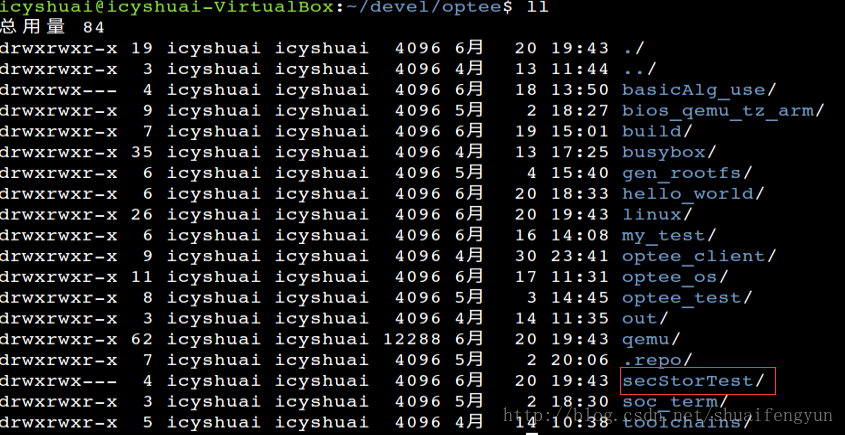 icyshuai@icyshuai-VirtualBox:~/devel/optee$ ll
总用量 84
drwxrwxr-x 19 icyshuai icyshuai  4096 6月  20 19:43 ./
drwxrwxr-x  3 icyshuai icyshuai  4096 4月  13 11:44 ../
drwxrwx---  4 icyshuai icyshuai  4096 6月  18 13:50 basicAlg_use/
drwxrwxr-x  9 icyshuai icyshuai  4096 5月   2 18:27 bios_qemu_tz_arm/
drwxrwxr-x  7 icyshuai icyshuai  4096 6月  19 15:01 build/
drwxrwxr-x 35 icyshuai icyshuai  4096 4月  13 17:25 busybox/
drwxrwxr-x  6 icyshuai icyshuai  4096 5月   4 15:40 gen_rootfs/
drwxrwxr-x  6 icyshuai icyshuai  4096 6月  20 18:33 hello_world/
drwxrwxr-x 26 icyshuai icyshuai  4096 6月  20 19:43 linux/
drwxrwxr-x  6 icyshuai icyshuai  4096 6月  16 14:08 my_test/
drwxrwxr-x  9 icyshuai icyshuai  4096 4月  30 23:41 optee_client/
drwxrwxr-x 11 icyshuai icyshuai  4096 6月  17 11:31 optee_os/
drwxrwxr-x  8 icyshuai icyshuai  4096 5月   3 14:45 optee_test/
drwxrwxr-x  3 icyshuai icyshuai  4096 4月  14 11:35 out/
drwxrwxr-x 62 icyshuai icyshuai 12288 6月  20 19:43 qemu/
drwxrwxr-x  7 icyshuai icyshuai  4096 5月   2 20:06 .repo/
drwxrwx---  4 icyshuai icyshuai  4096 6月  20 19:43 secStorTest/
drwxrwxr-x  3 icyshuai icyshuai  4096 5月   2 18:30 soc_term/
drwxrwxr-x  5 icyshuai icyshuai  4096 4月  14 10:38 toolchains/
http://blog.csdn.net/shuaifengyun